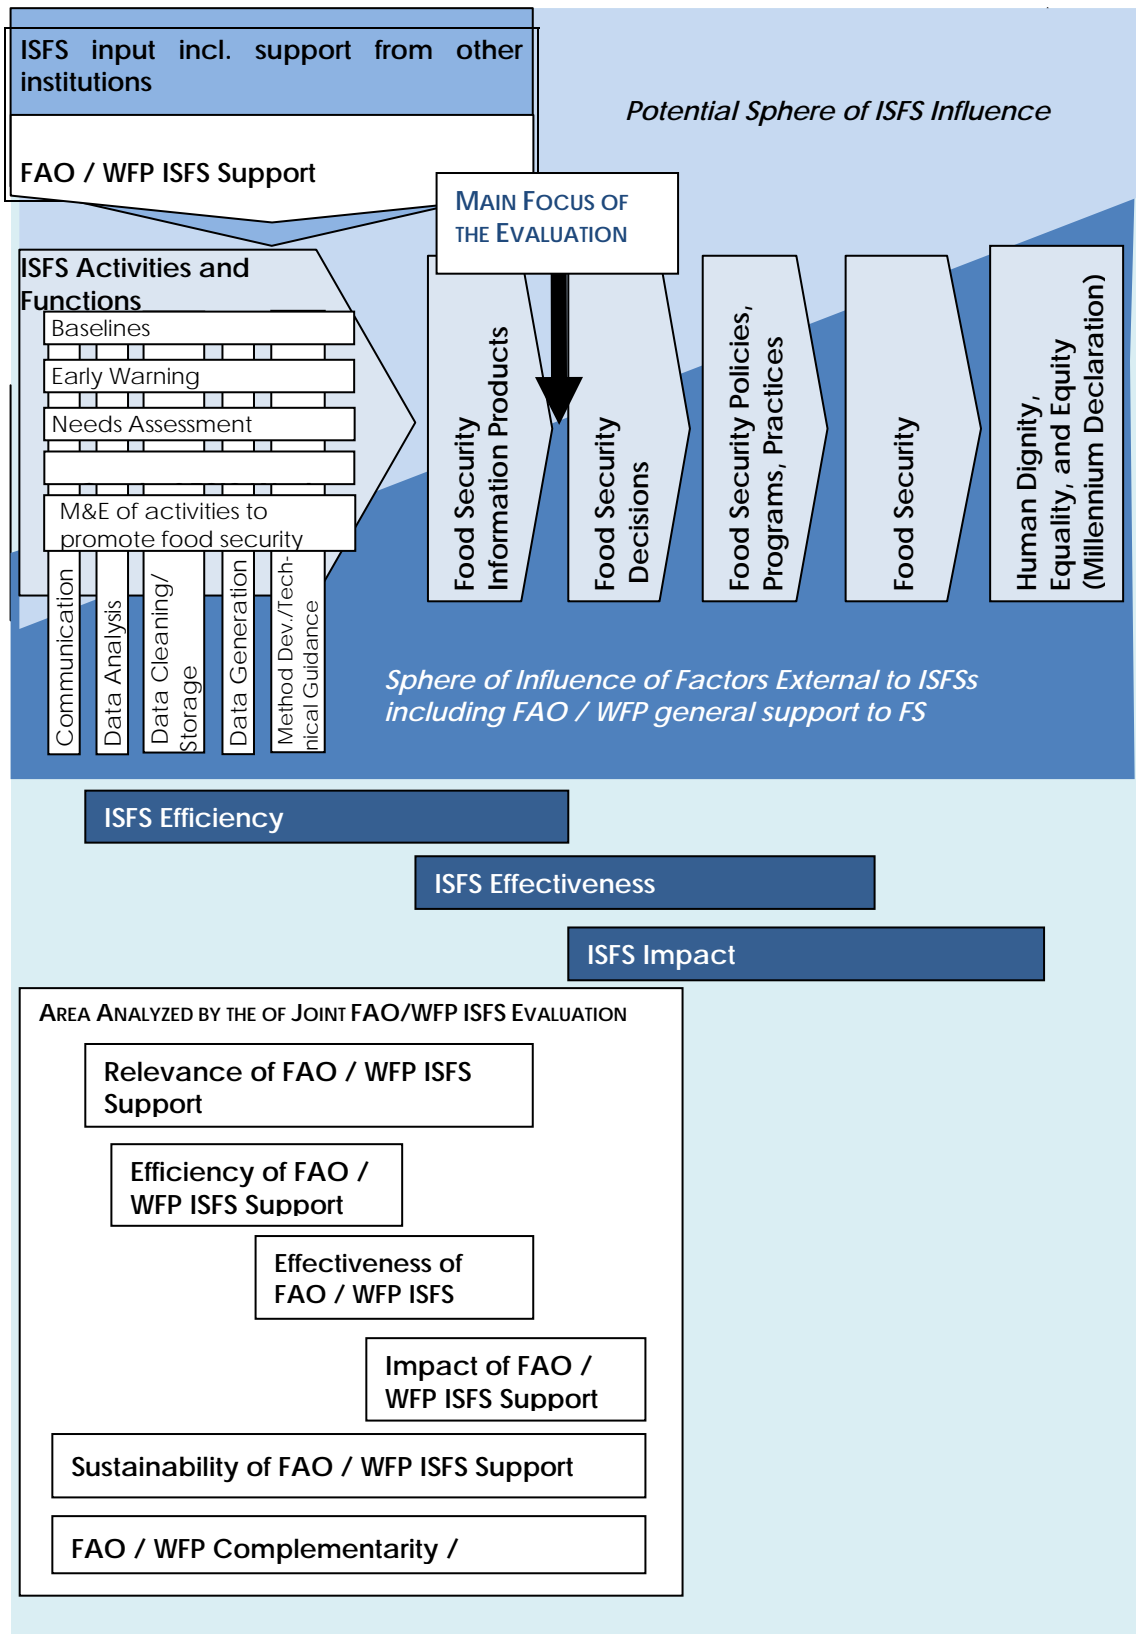 ISFS input incl. support from other
institutions
Potential Sphere of ISFS Influence
FAO / WFP ISFS Support
MAIN FOCUS OF
THE EVALUATION
ISFS Activities and
Functions
Baselines
Early Warning
Needs Assessment
M&E of activities to
promote food security
Communication
Data Analysis
Data Cleaning/
Storage
Data Generation
Method Dev./Tech-
nical Guidance
Food Security
Information Products
Food Security
Decisions
Food Security Policies,
Programs, Practices
Food Security
Human Dignity,
Equality, and Equity
(Millennium Declaration)
Sphere of Influence of Factors External to ISFSs
including FAO / WFP general support to FS
ISFS Efficiency
ISFS Effectiveness
ISFS Impact
AREA ANALYZED BY THE OF JOINT FAO/WFP ISFS EVALUATION
Relevance of FAO / WFP ISFS
Support
Efficiency of FAO /
WFP ISFS Support
Effectiveness of
FAO / WFP ISFS
Impact of FAO /
WFP ISFS Support
Sustainability of FAO / WFP ISFS Support
FAO / WFP Complementarity /